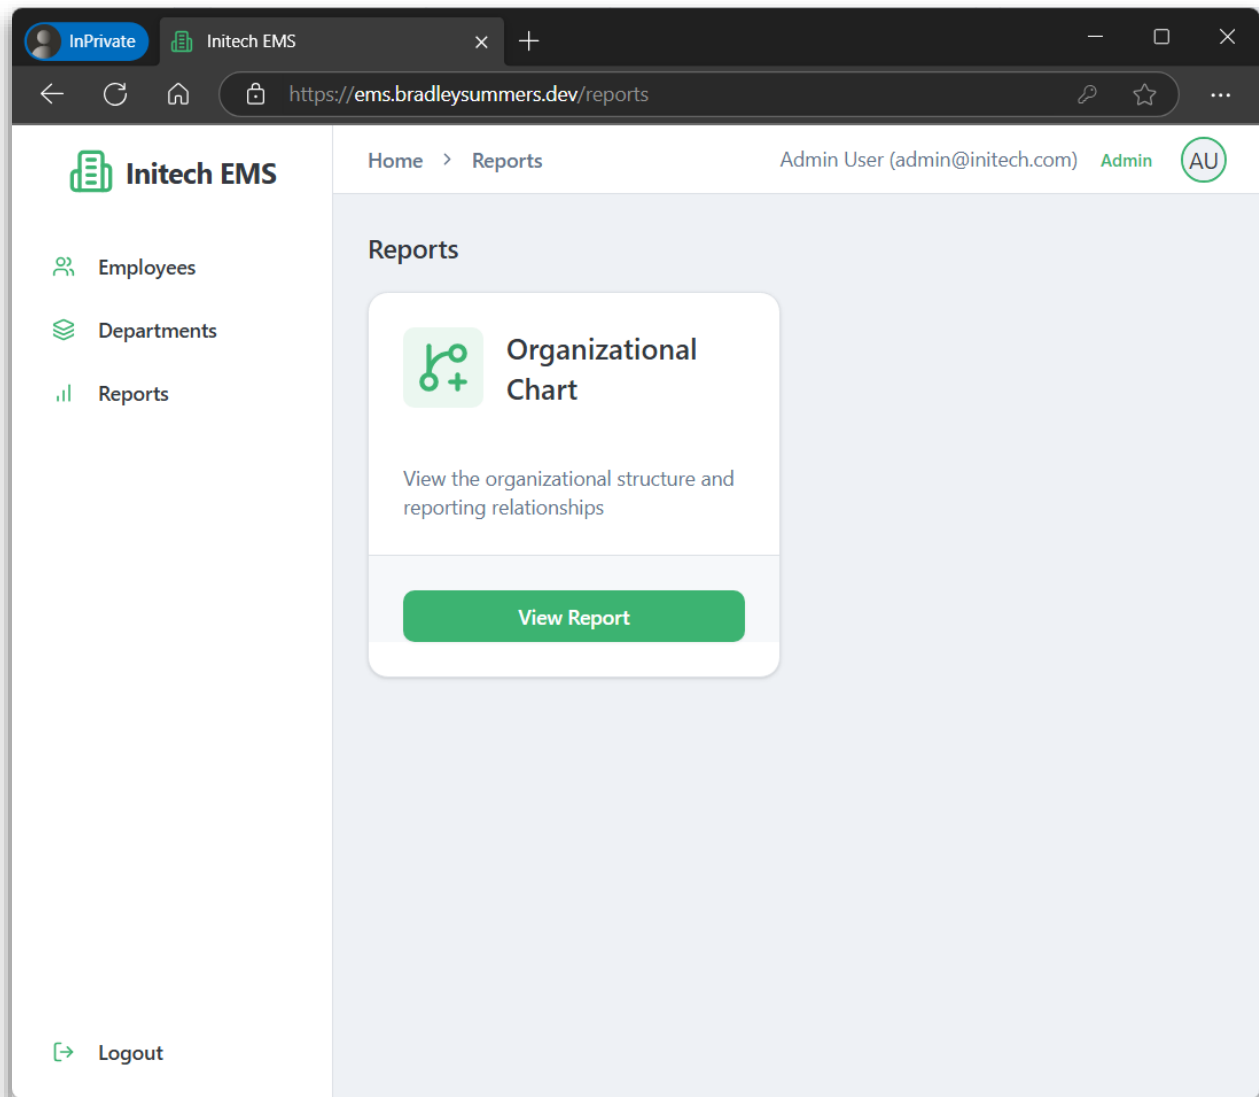 InPrivate
Initech EMS
https://ems.bradleysummers.dev/reports
Initech EMS
Home > Reports
Admin User (admin@initech.com) Admin AU
Employees
Departments
Reports
Logout
Reports
Organizational
Chart
View the organizational structure and
reporting relationships
View Report